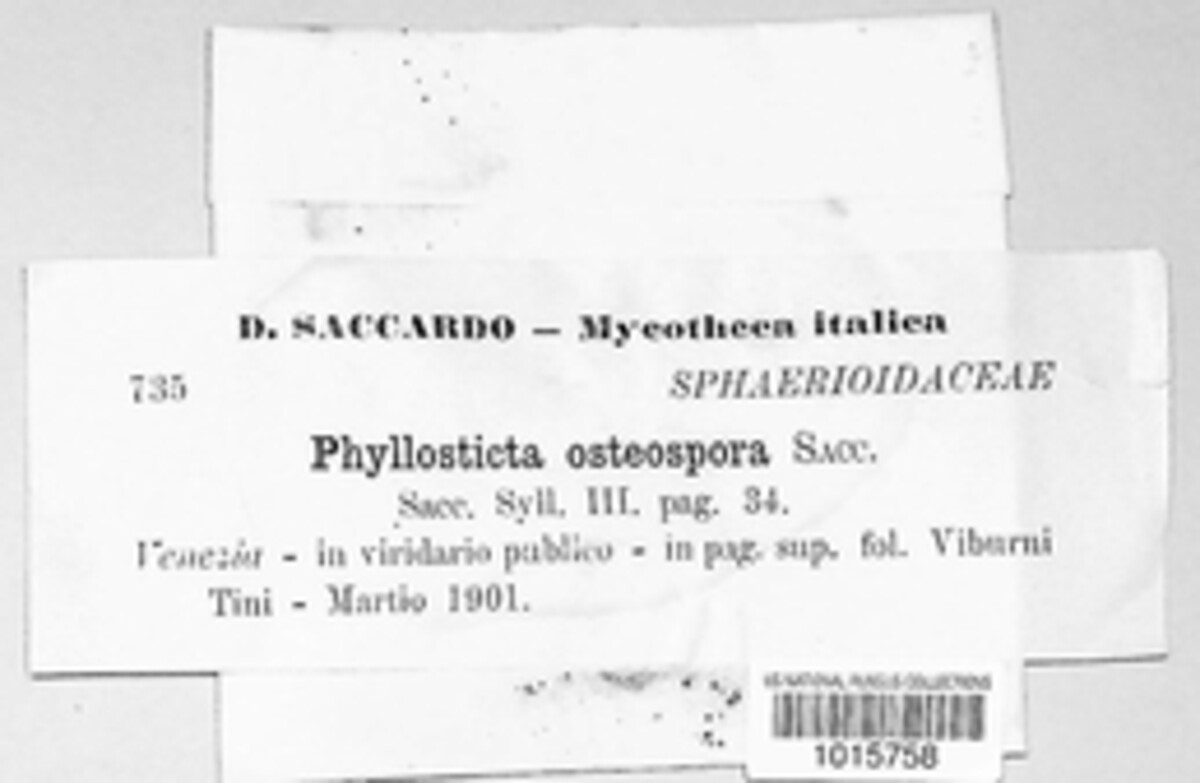 D. SACCARDO — Mycotheca italica
735 SPHAERIOIDACEAE
Phyllosticta osteospora SACC.
Sacc. Syll. III. pag. 34.
Venezia - in viridario publico - in pag. sup. fol. Viburni
Tini - Martio 1901.
US NATIONAL FUNGUS COLLECTIONS
1015758